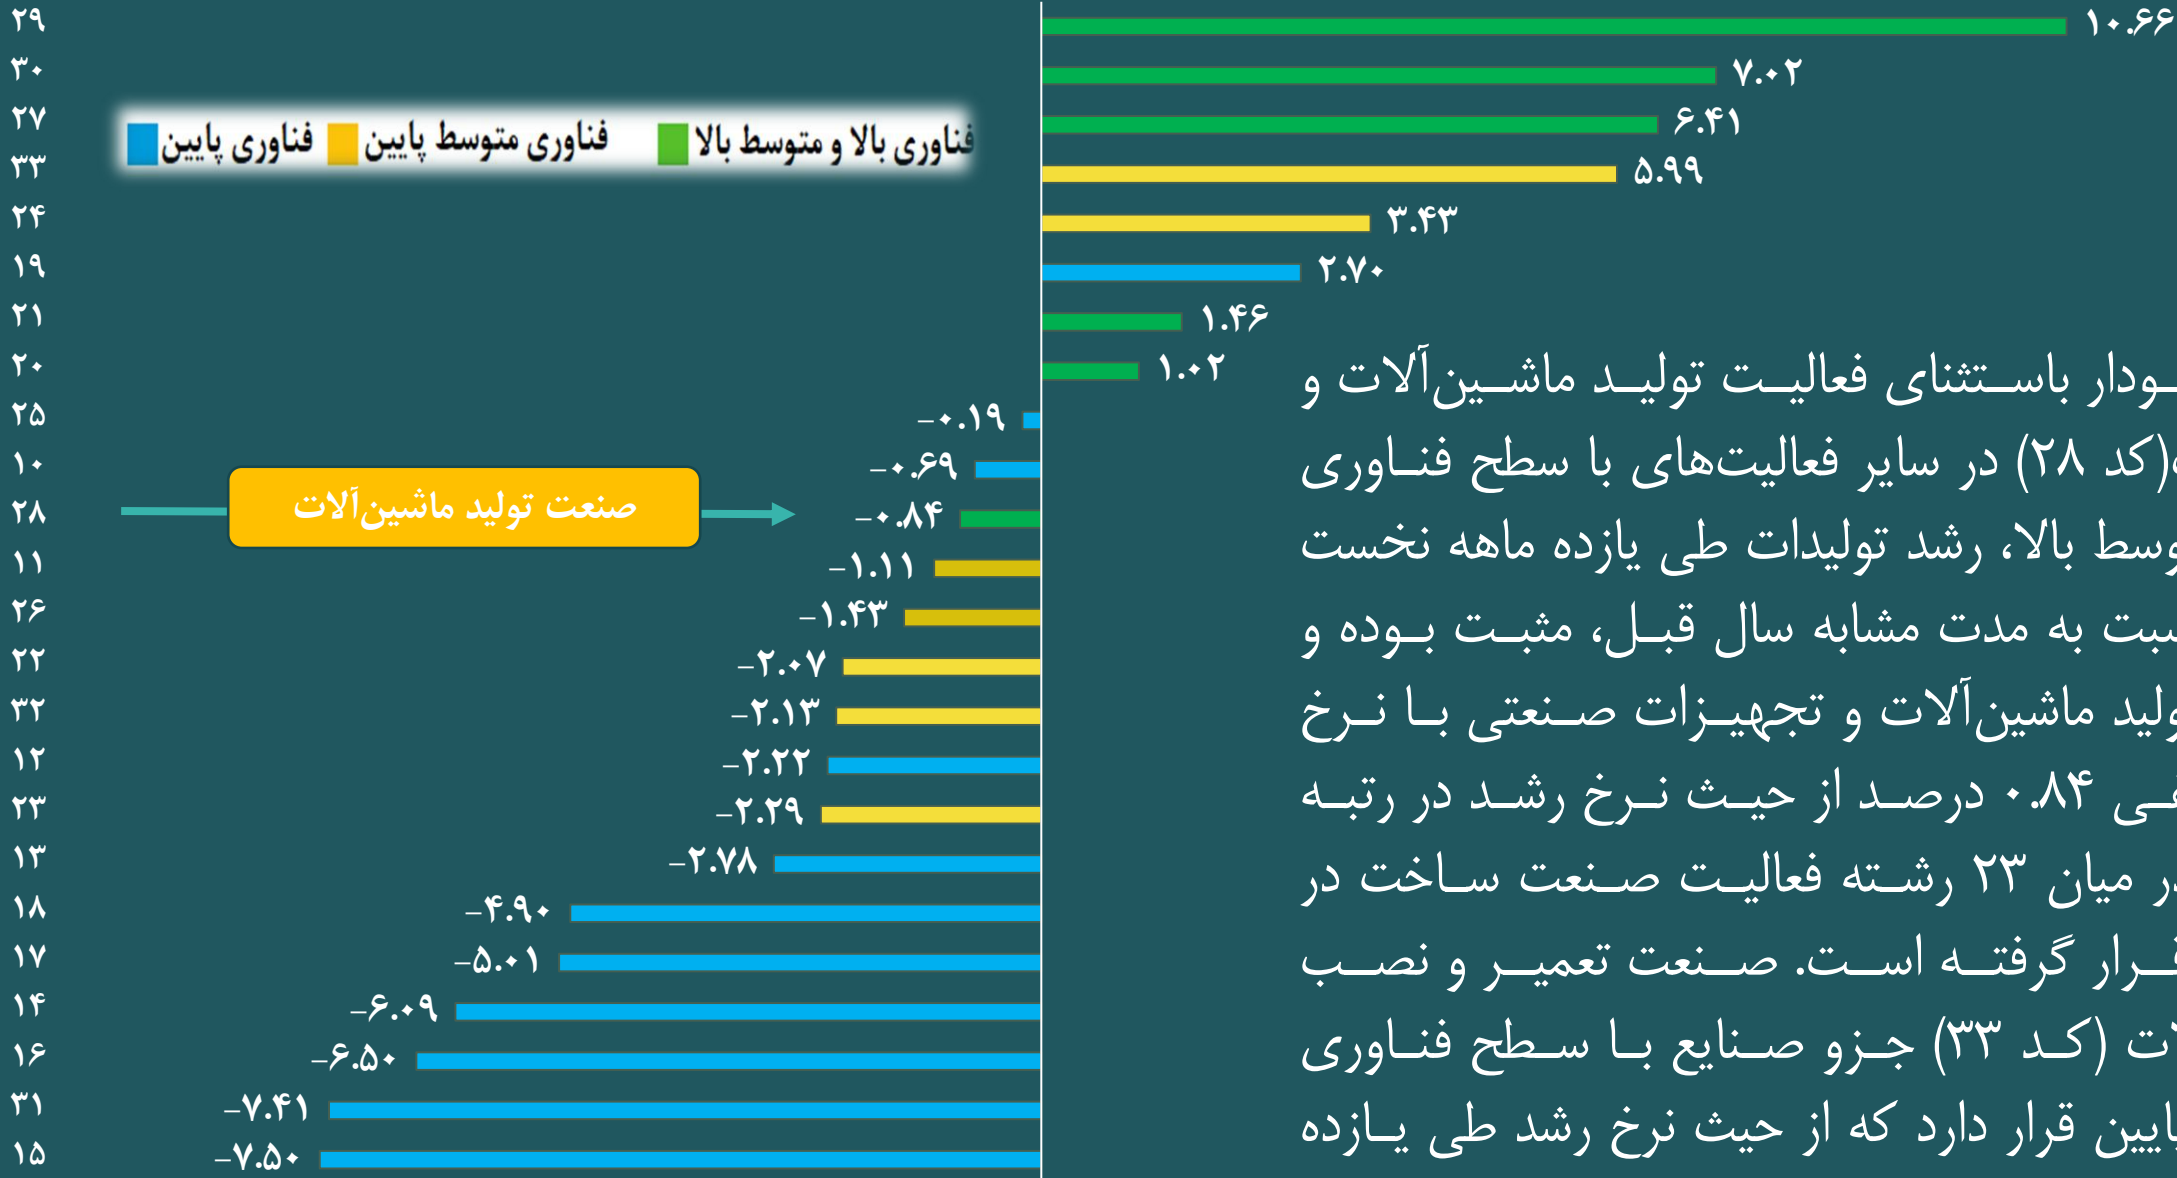 ۲۹ ۱۰.۶۶
۳۰ ۷.۰۲
۲۷ ۶.۴۱
۳۳ ۵.۹۹
۲۴ ۳.۴۳
۱۹ ۲.۷۰
۲۱ ۱.۴۶
۲۰ ۱.۰۲
۲۵ -۰.۱۹
۱۰ -۰.۶۹
۲۸ -۰.۸۴
۱۱ -۱.۱۱
۲۶ -۱.۴۳
۲۲ -۲.۰۷
۳۲ -۲.۱۳
۱۲ -۲.۲۲
۲۳ -۲.۲۹
۱۳ -۲.۷۸
۱۸ -۴.۹۰
۱۷ -۵.۰۱
۱۴ -۶.۰۹
۱۶ -۶.۵۰
۳۱ -۷.۴۱
۱۵ -۷.۵۰
فناوری بالا و متوسط بالا فناوری متوسط پایین فناوری پایین
صنعت تولید ماشین‌آلات
باستثنای فعالیت تولید ماشین‌آلات و
(کد ۲۸) در سایر فعالیت‌های با سطح فناوری
بالا، رشد تولیدات طی یازده ماهه نخست
به مدت مشابه سال قبل، مثبت بوده و
ماشین‌آلات و تجهیزات صنعتی با نرخ
۰.۸۴ درصد از حیث نرخ رشد در رتبه
میان ۲۳ رشته فعالیت صنعت ساخت در
گرفته است. صنعت تعمیر و نصب
(کد ۳۳) جزو صنایع با سطح فناوری
قرار دارد که از حیث نرخ رشد طی یازده